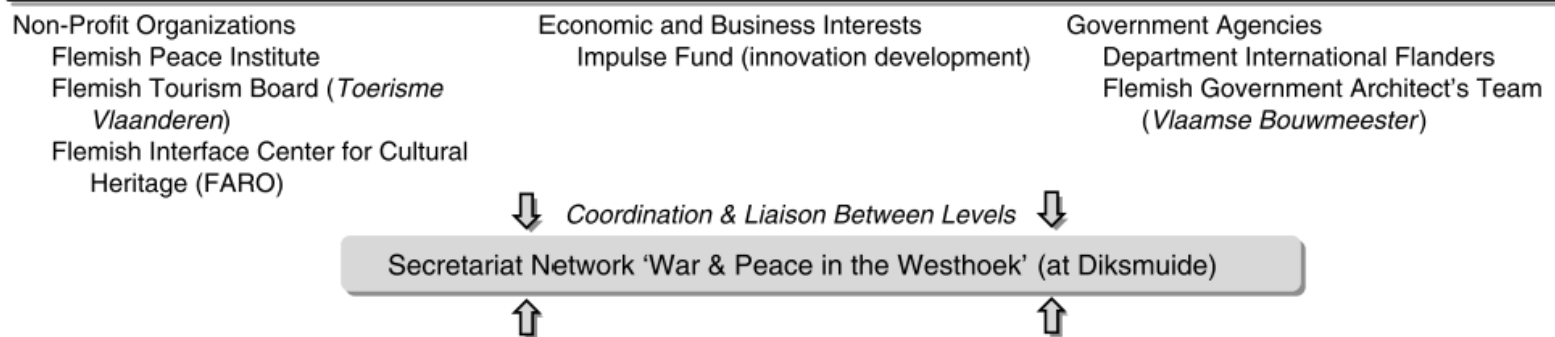 Non-Profit Organizations
Flemish Peace Institute
Flemish Tourism Board (Toerisme
Vlaanderen)
Flemish Interface Center for Cultural
Heritage (FARO)
Economic and Business Interests
Impulse Fund (innovation development)
Government Agencies
Department International Flanders
Flemish Government Architect's Team
(Vlaamse Bouwmeester)
Coordination & Liaison Between Levels
Secretariat Network ‘War & Peace in the Westhoek’ (at Diksmuide)